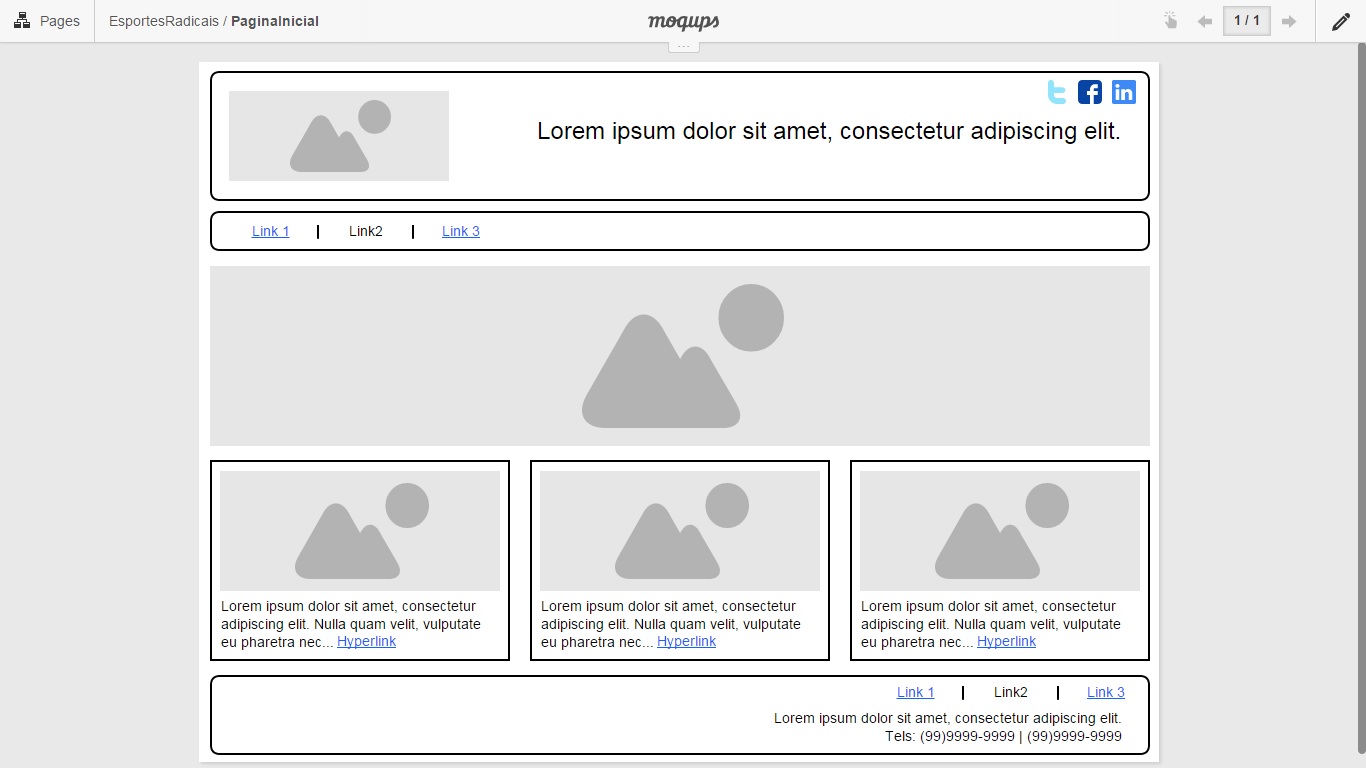 Pages
EsportesRadicais / PaginaInicial
moqups
1 / 1
...
Lorem ipsum dolor sit amet, consectetur adipiscing elit.
Link 1 | Link2 | Link 3
Lorem ipsum dolor sit amet, consectetur
adipiscing elit. Nulla quam velit, vulputate
eu pharetra nec... Hyperlink
Lorem ipsum dolor sit amet, consectetur
adipiscing elit. Nulla quam velit, vulputate
eu pharetra nec... Hyperlink
Lorem ipsum dolor sit amet, consectetur
adipiscing elit. Nulla quam velit, vulputate
eu pharetra nec... Hyperlink
Link 1 | Link2 | Link 3
Lorem ipsum dolor sit amet, consectetur adipiscing elit.
Tels: (99)9999-9999 | (99)9999-9999